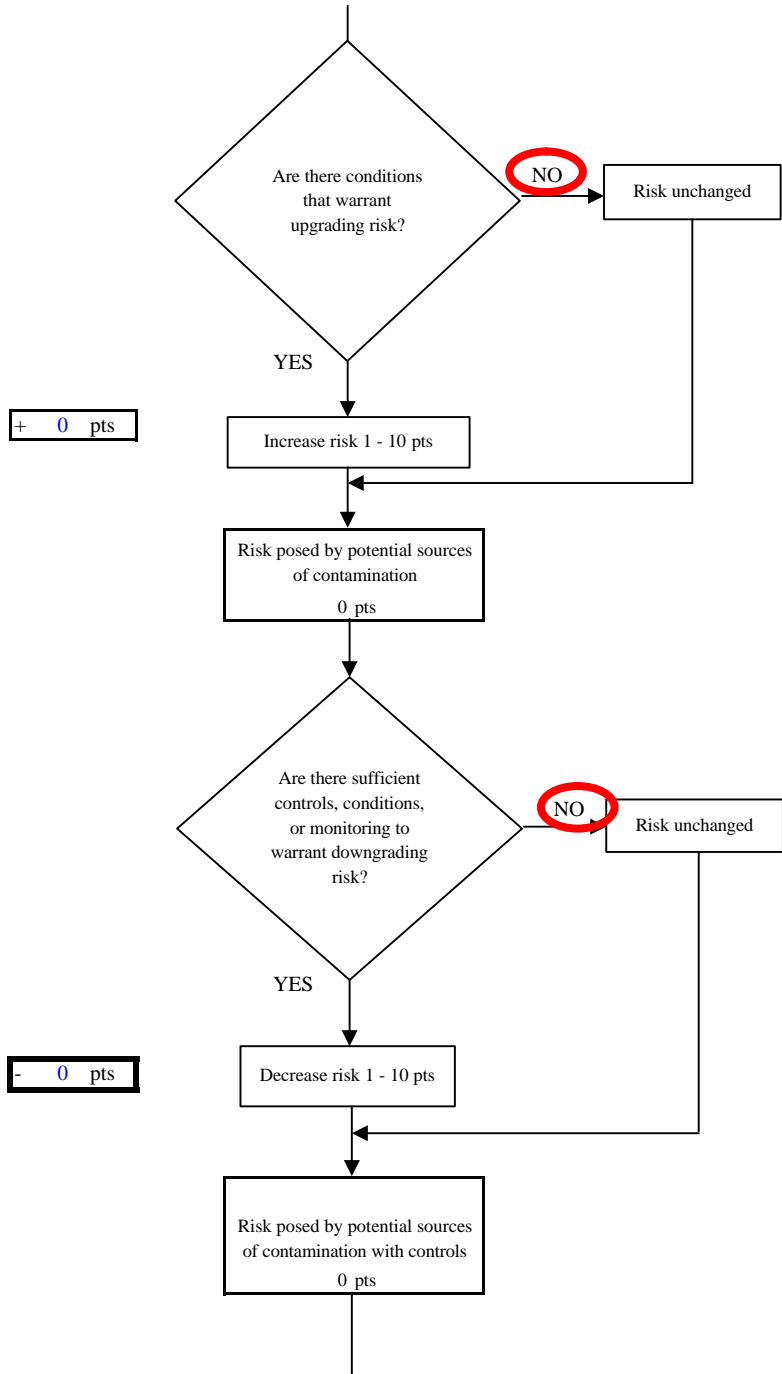 Are there conditions
that warrant
upgrading risk?
NO
Risk unchanged
YES
+ 0 pts
Increase risk 1 - 10 pts
Risk posed by potential sources
of contamination
0 pts
Are there sufficient
controls, conditions,
or monitoring to
warrant downgrading
risk?
NO
Risk unchanged
YES
- 0 pts
Decrease risk 1 - 10 pts
Risk posed by potential sources
of contamination with controls
0 pts